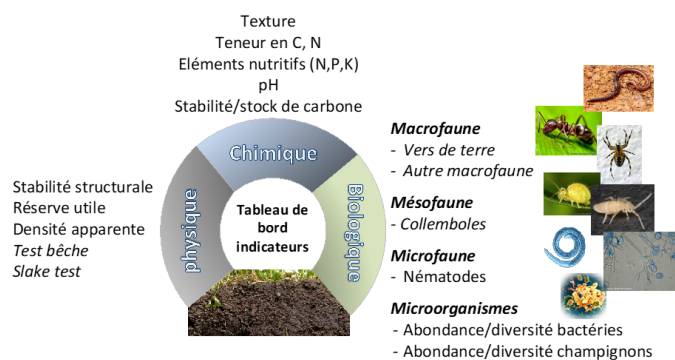 Texture
Teneur en C, N
Eléments nutritifs (N,P,K)
pH
Stabilité/stock de carbone
Chimique
physique
Biologique
Tableau de
bord
indicateurs
Stabilité structurale
Réserve utile
Densité apparente
Test bêche
Slake test
Macrofaune
- Vers de terre
- Autre macrofaune
Mésofaune
- Collemboles
Microfaune
- Nématodes
Microorganismes
- Abondance/diversité bactéries
- Abondance/diversité champignons